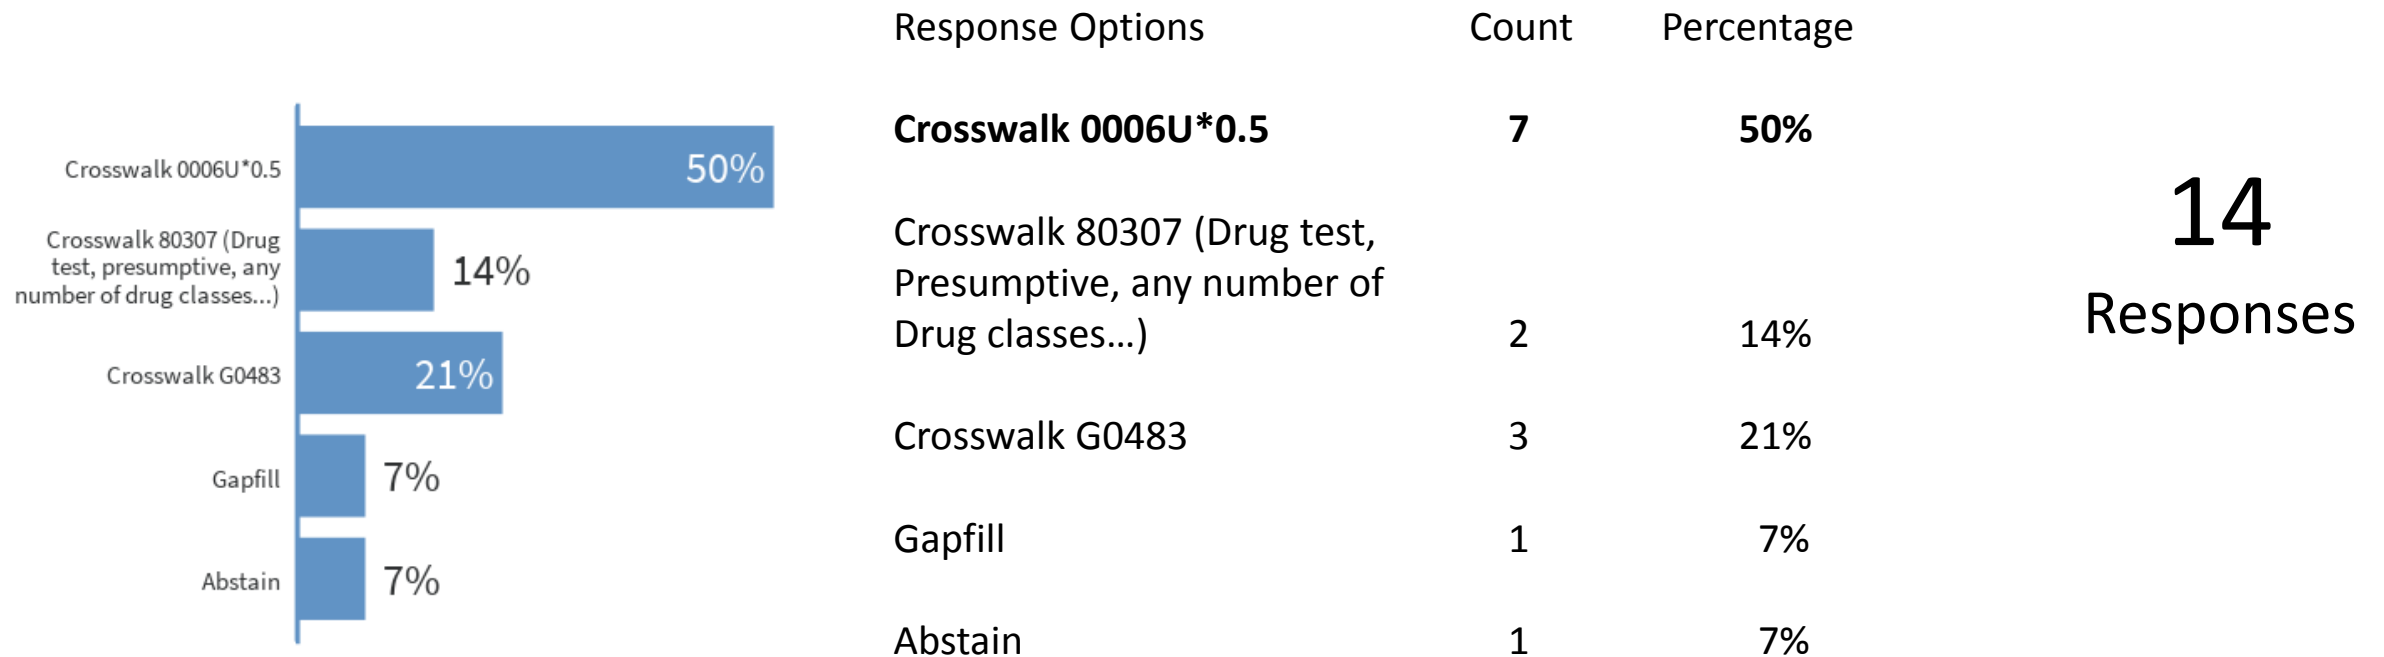 Crosswalk 0006U*0.5
50%
Crosswalk 80307 (Drug
test, presumptive, any
number of drug classes...)
14%
Crosswalk G0483
21%
Gapfill
7%
Abstain
7%
Response Options Count Percentage
Crosswalk 0006U*0.5 7 50%
Crosswalk 80307 (Drug test,
Presumptive, any number of
Drug classes...) 2 14%
Crosswalk G0483 3 21%
Gapfill 1 7%
Abstain 1 7%
14
Responses